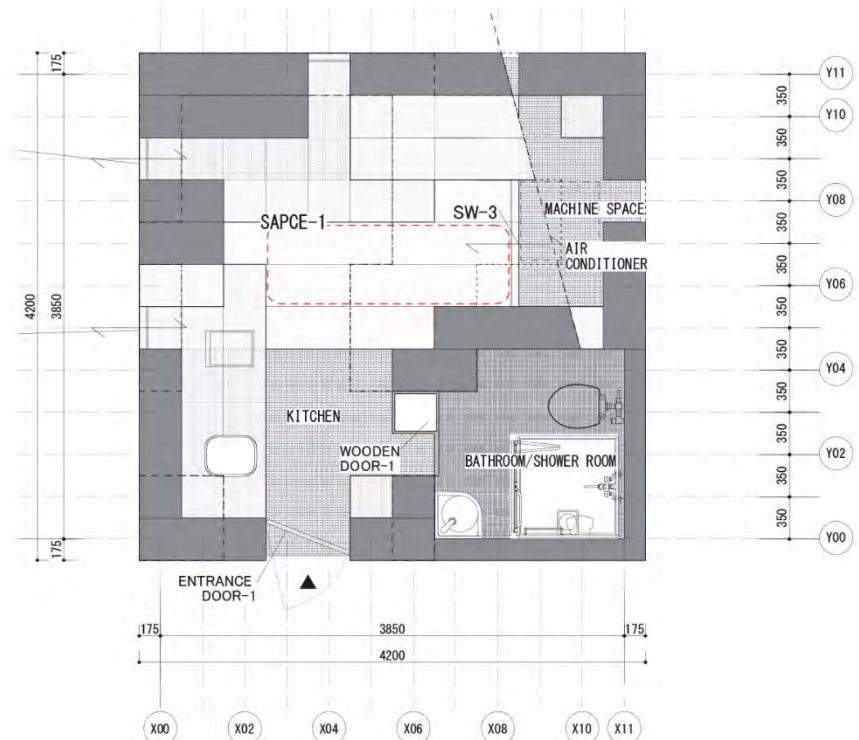 175
4200
3850
175
Y11
350
Y10
350
350
Y08
350
350
Y06
350
350
Y04
350
350
Y02
350
350
Y00
SAPCE-1
SW-3
MACHINE SPACE
AIR
CONDITIONER
KITCHEN
WOODEN
DOOR-1
BATHROOM/SHOWER ROOM
ENTRANCE
DOOR-1
175
3850
175
4200
X00
X02
X04
X06
X08
X10
X11